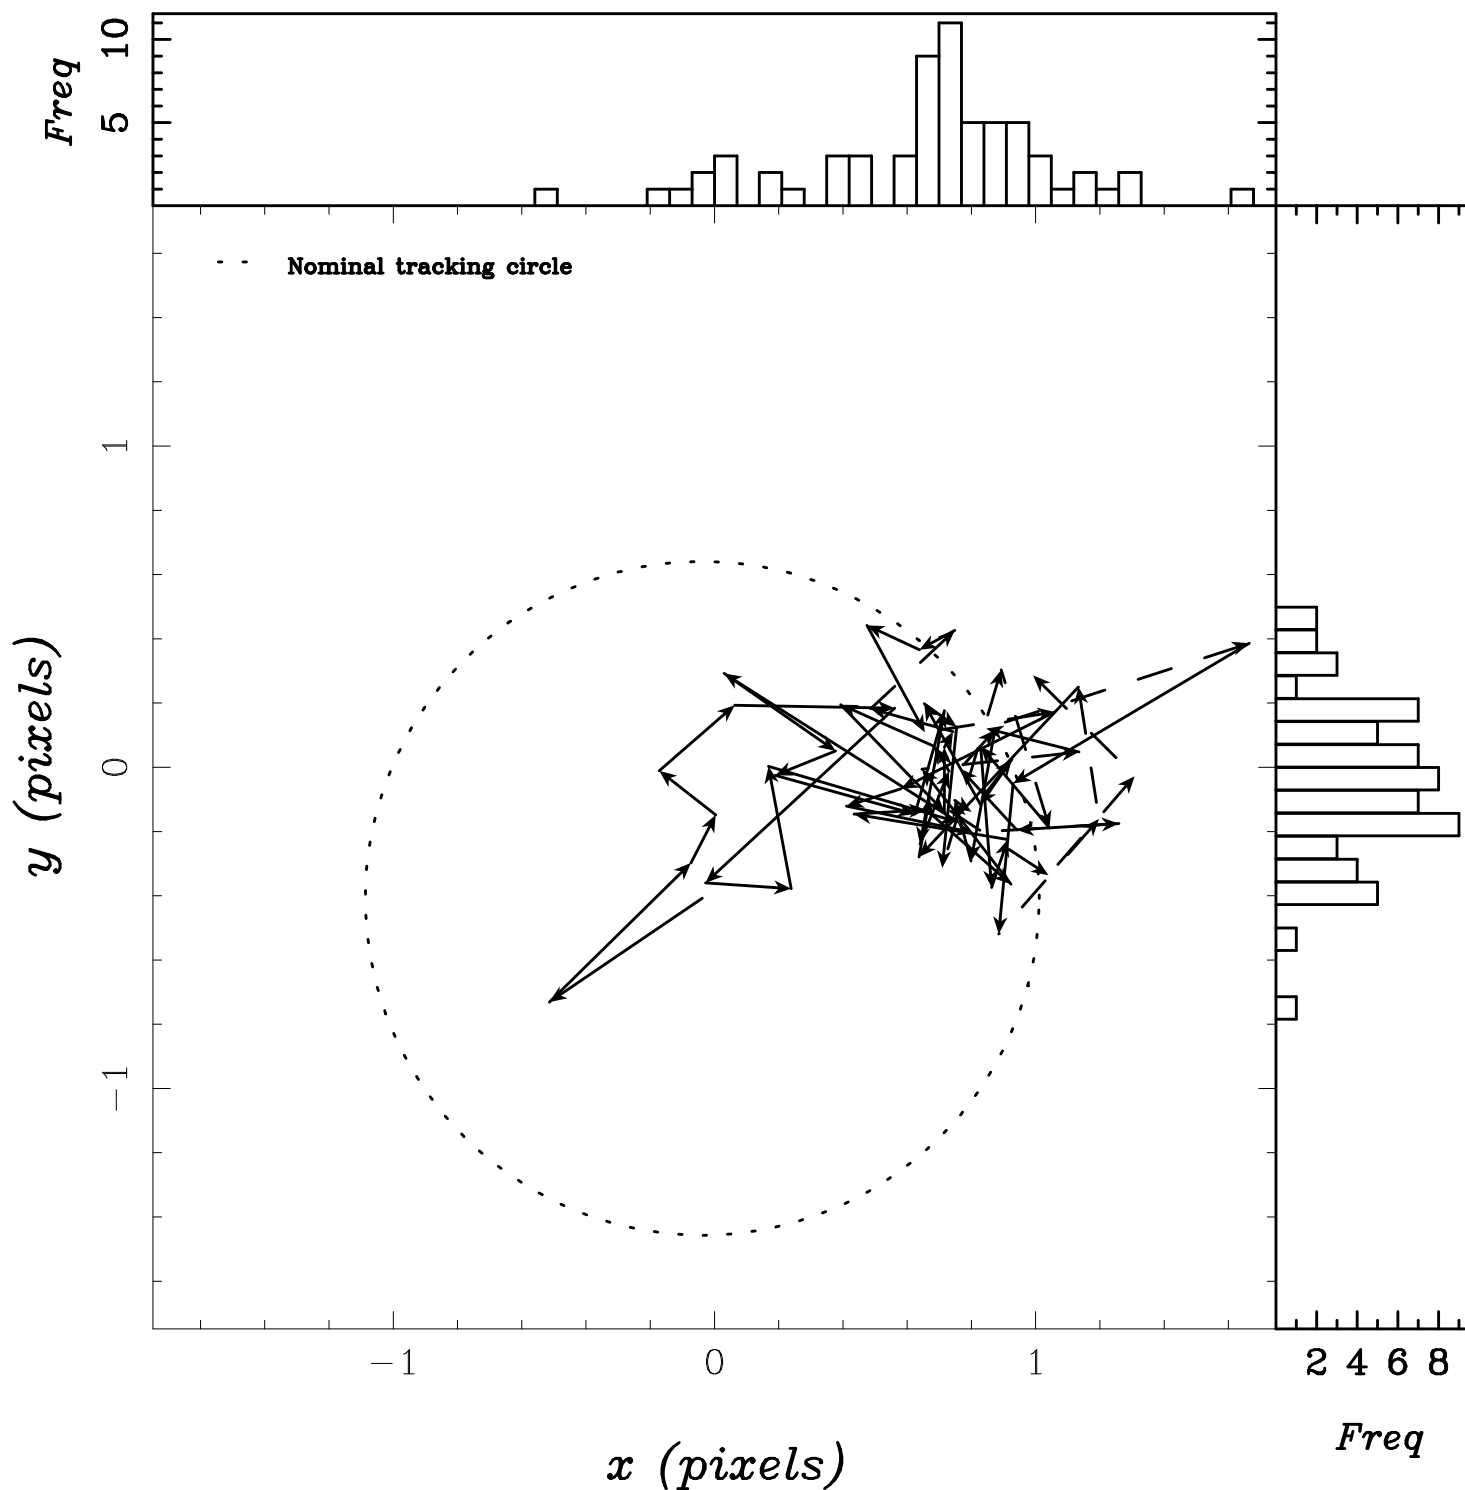 Freq
10
5
Nominal tracking circle
y (pixels)
1
0
−1
−1 0 1
2 4 6 8
x (pixels)
Freq